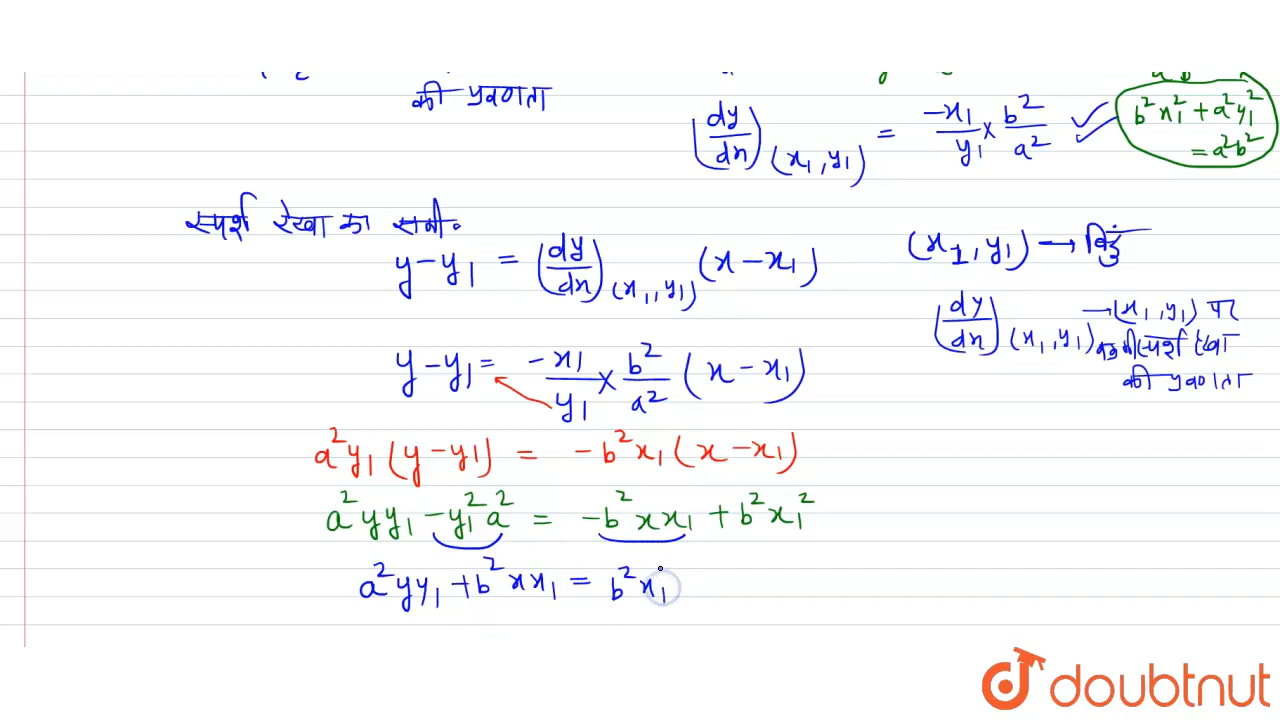 की प्रवणता
(dy/dx)(x₁, y₁) = -x₁/y₁ × b²/a²
b²x₁² + a²y₁²
= a²b²
स्पर्श रेखा का समी.
y - y₁ = (dy/dx)(x₁, y₁) (x - x₁)
(x₁, y₁) → बिंदु
y - y₁ = -x₁/y₁ × b²/a² (x - x₁)
(dy/dx)(x₁, y₁) → (x₁, y₁) पर
स्पर्श रेखा
की प्रवणता
a²y₁(y - y₁) = -b²x₁(x - x₁)
a²yy₁ - y₁²a² = -b²xx₁ + b²x₁²
a²yy₁ + b²xx₁ = b²x₁
doubtnut